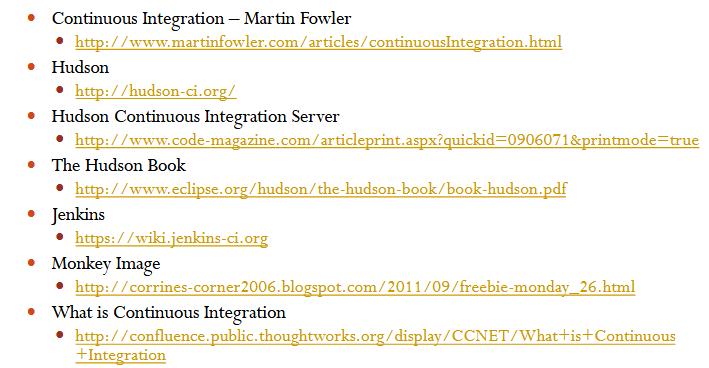 Continuous Integration – Martin Fowler
http://www.martinfowler.com/articles/continuousIntegration.html
Hudson
http://hudson-ci.org/
Hudson Continuous Integration Server
http://www.code-magazine.com/articleprint.aspx?quickid=0906071&printmode=true
The Hudson Book
http://www.eclipse.org/hudson/the-hudson-book/book-hudson.pdf
Jenkins
https://wiki.jenkins-ci.org
Monkey Image
http://corrines-corner2006.blogspot.com/2011/09/freebie-monday_26.html
What is Continuous Integration
http://confluence.public.thoughtworks.org/display/CCNET/What+is+Continuous
+Integration